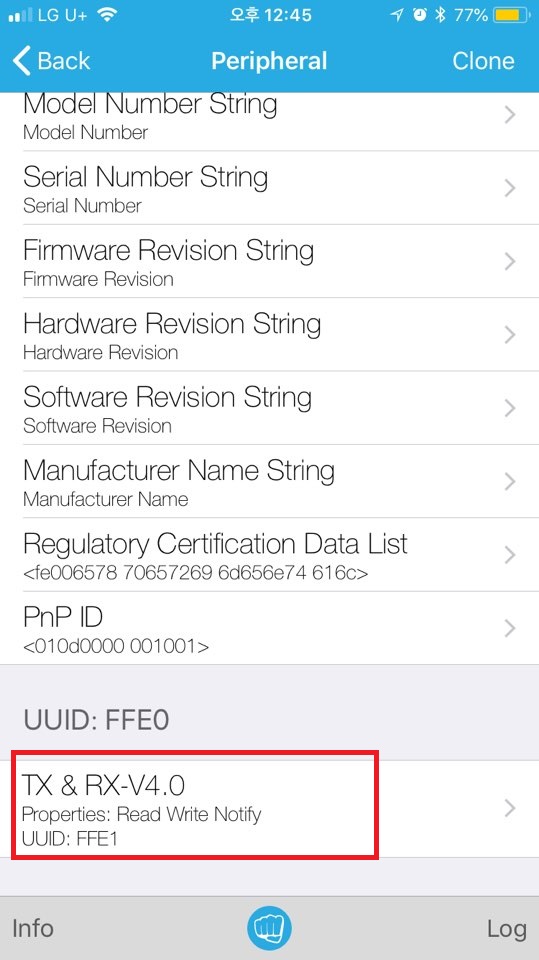 LG U+ 오후 12:45 77%
Back Peripheral Clone
Model Number String
Model Number
Serial Number String
Serial Number
Firmware Revision String
Firmware Revision
Hardware Revision String
Hardware Revision
Software Revision String
Software Revision
Manufacturer Name String
Manufacturer Name
Regulatory Certification Data List
<fe006578 70657269 6d656e74 616c>
PnP ID
<010d0000 001001>
UUID: FFE0
TX & RX-V4.0
Properties: Read Write Notify
UUID: FFE1
Info Log